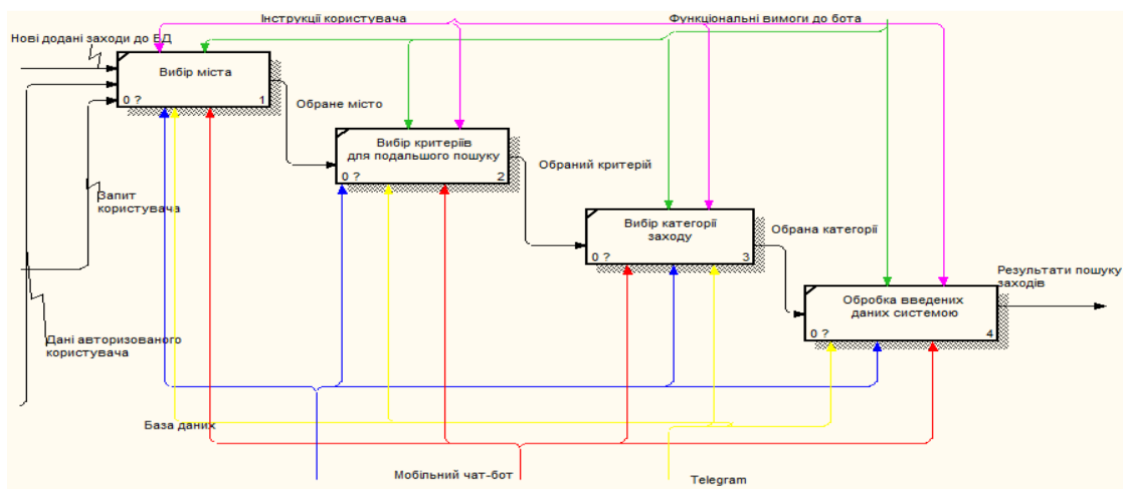 Інструкції користувача
Функціональні вимоги до бота
Нові додані заходи до БД
Вибір міста
0 ?
1
Обране місто
Вибір критеріїв
для подальшого пошуку
0 ?
2
Обраний критерій
Запит
користувача
Вибір категорії
заходу
0 ?
3
Обрана категорії
Результати пошуку
заходів
Обробка введених
даних системою
0 ?
4
Дані авторизованого
користувача
База даних
Мобільний чат-бот
Telegram